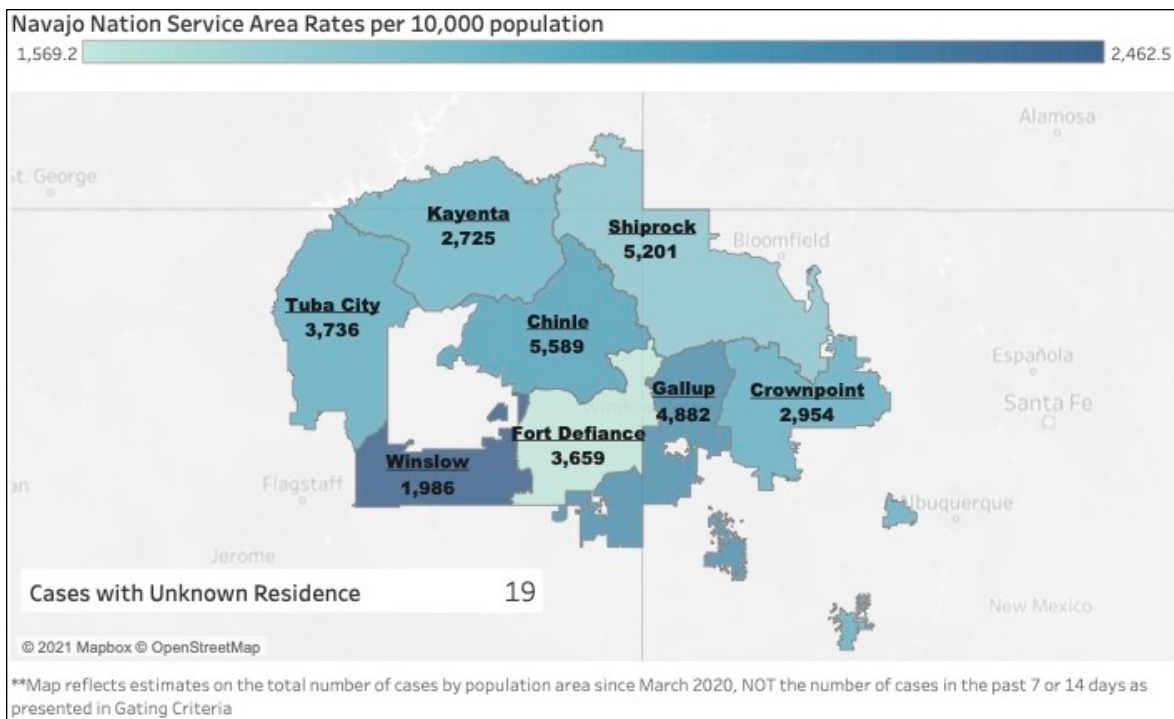 Navajo Nation Service Area Rates per 10,000 population
1,569.2
2,462.5
Alamosa
St. George
Kayenta
2,725
Shiprock
5,201
Bloomfield
Tuba City
3,736
Chinle
5,589
Española
Gallup
4,882
Crownpoint
2,954
Santa Fe
Fort Defiance
3,659
Winslow
1,986
Flagstaff
Albuquerque
Jerome
Cases with Unknown Residence 19
New Mexico
© 2021 Mapbox © OpenStreetMap
**Map reflects estimates on the total number of cases by population area since March 2020, NOT the number of cases in the past 7 or 14 days as
presented in Gating Criteria